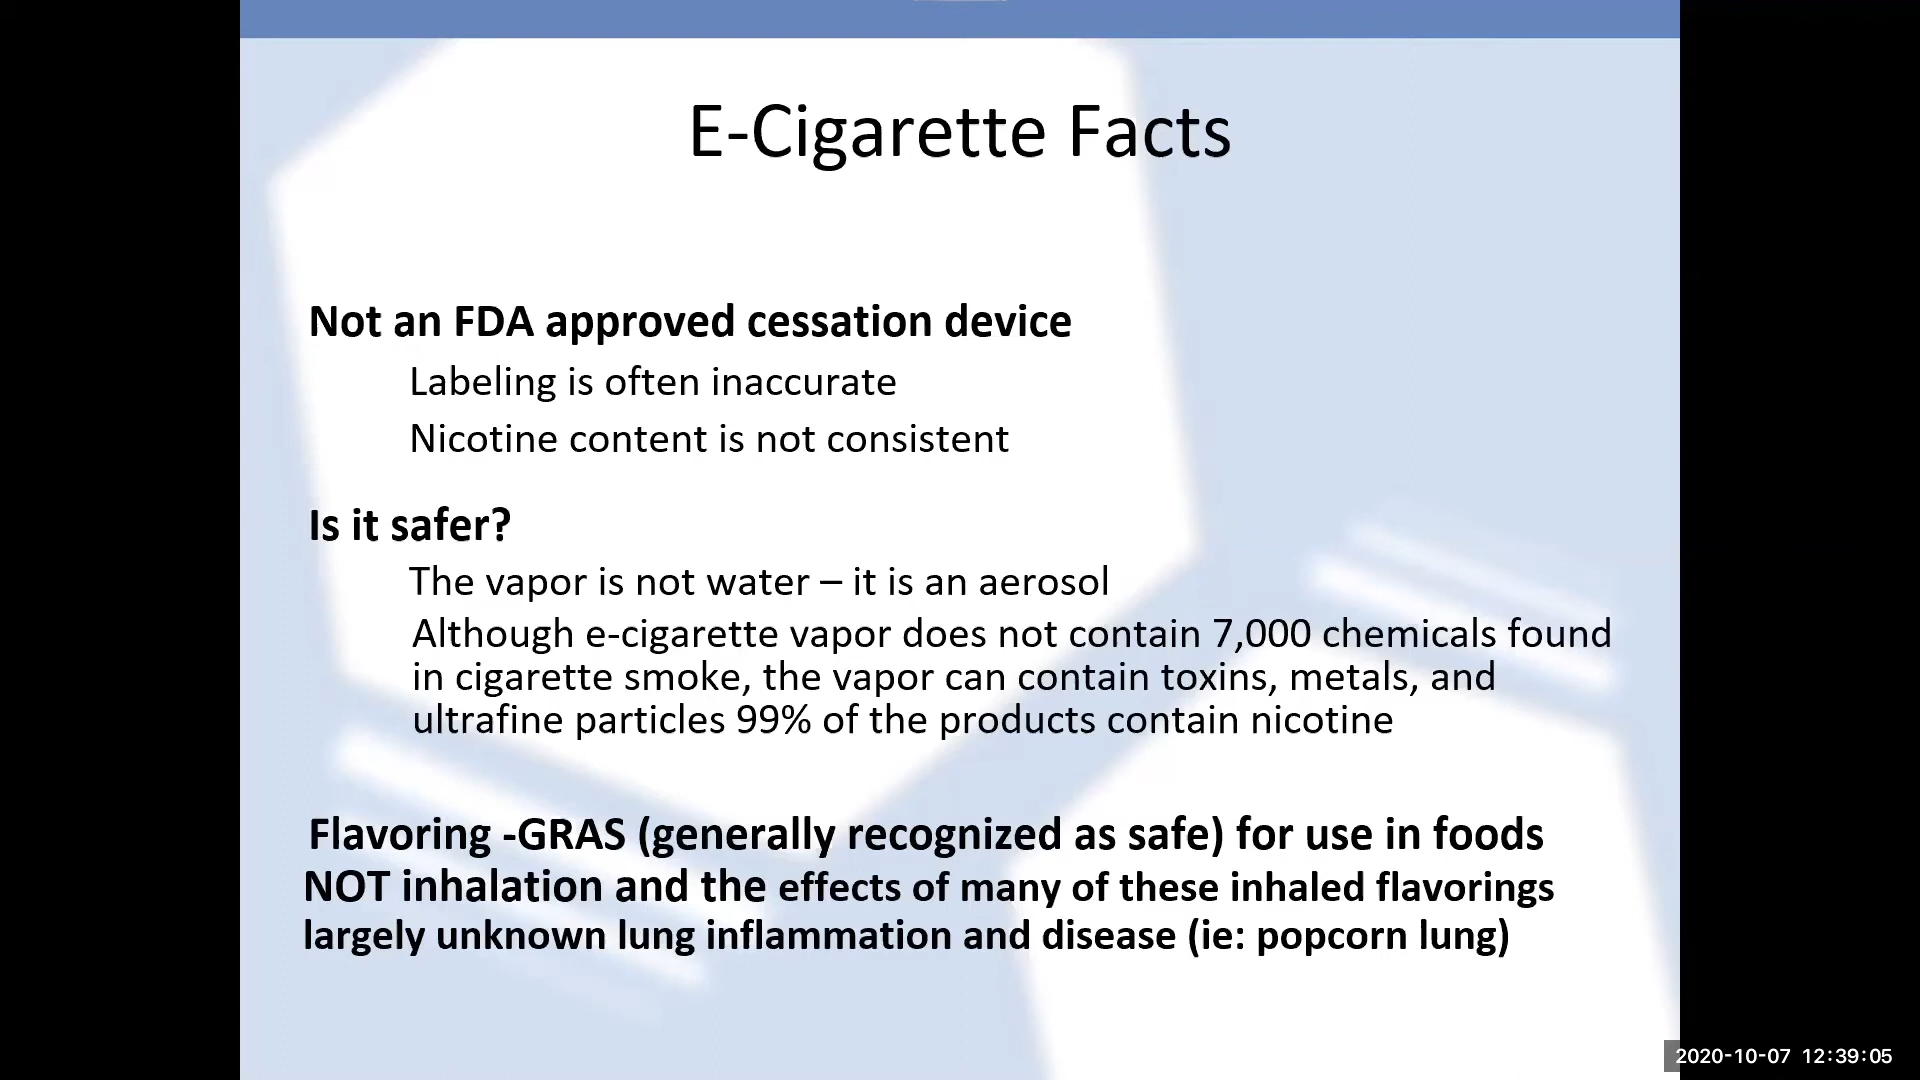 E-Cigarette Facts
Not an FDA approved cessation device
Labeling is often inaccurate
Nicotine content is not consistent
Is it safer?
The vapor is not water – it is an aerosol
Although e-cigarette vapor does not contain 7,000 chemicals found
in cigarette smoke, the vapor can contain toxins, metals, and
ultrafine particles 99% of the products contain nicotine
Flavoring -GRAS (generally recognized as safe) for use in foods
NOT inhalation and the effects of many of these inhaled flavorings
largely unknown lung inflammation and disease (ie: popcorn lung)
2020-10-07 12:39:05